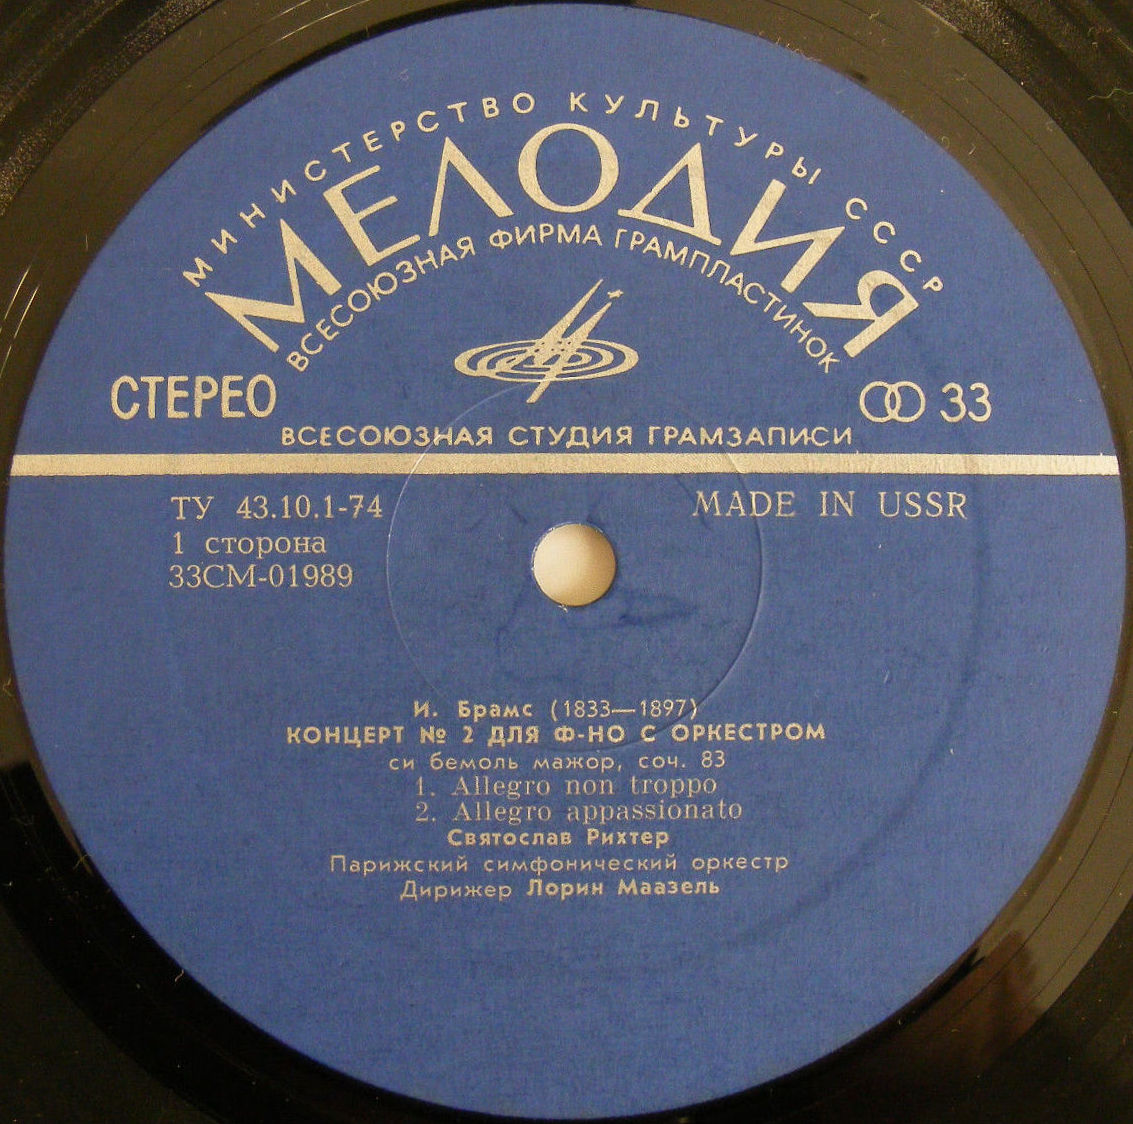 МИНИСТЕРСТВО КУЛЬТУРЫ СССР
МЕЛОДИЯ
ВСЕСОЮЗНАЯ ФИРМА ГРАМПЛАСТИНОК
СТЕРЕО
33
ВСЕСОЮЗНАЯ СТУДИЯ ГРАМЗАПИСИ
ТУ 43.10.1-74
MADE IN USSR
1 сторона
33СМ-01989
И. Брамс (1833—1897)
КОНЦЕРТ № 2 ДЛЯ Ф-НО С ОРКЕСТРОМ
си бемоль мажор, соч. 83
1. Allegro non troppo
2. Allegro appassionato
Святослав Рихтер
Парижский симфонический оркестр
Дирижер Лорин Маазель